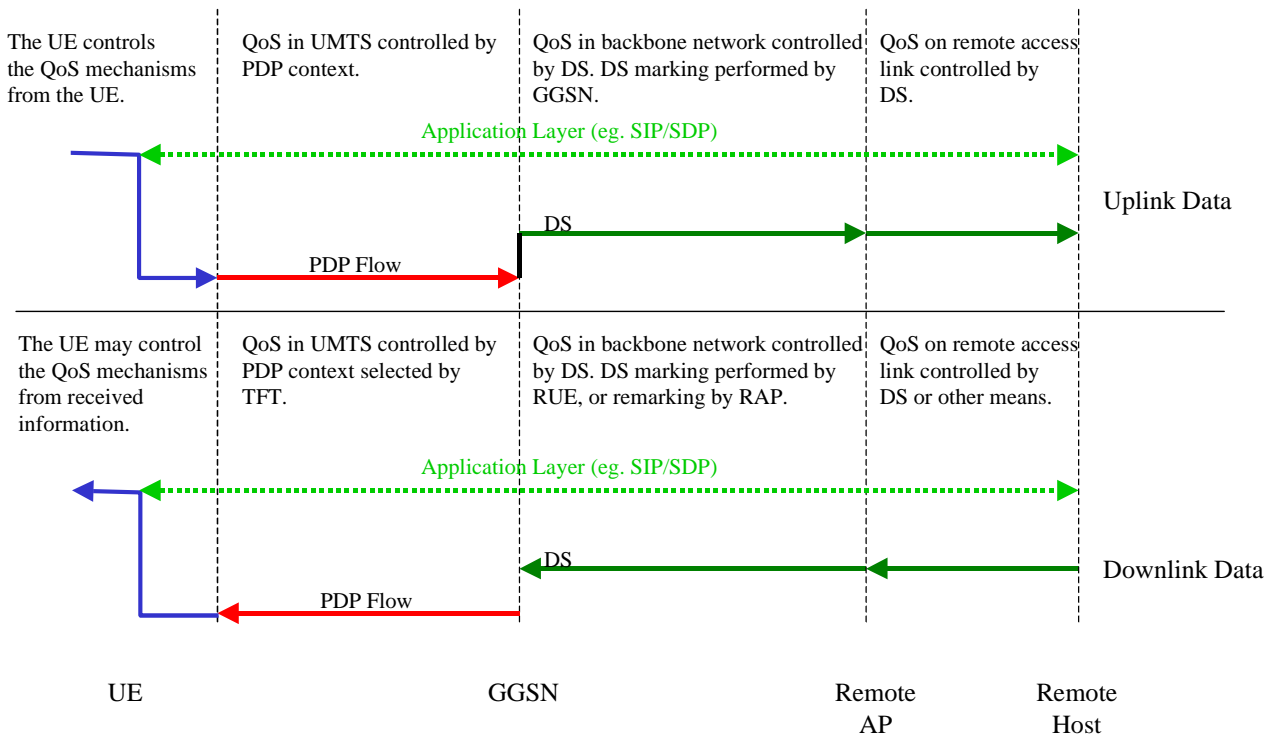 The UE controls
the QoS mechanisms
from the UE.
QoS in UMTS controlled by
PDP context.
QoS in backbone network controlled
by DS. DS marking performed by
GGSN.
QoS on remote access
link controlled by
DS.
Application Layer (eg. SIP/SDP)
Uplink Data
DS
PDP Flow
The UE may control
the QoS mechanisms
from received
information.
QoS in UMTS controlled by
PDP context selected by
TFT.
QoS in backbone network controlled
by DS. DS marking performed by
RUE, or remarking by RAP.
QoS on remote access
link controlled by
DS or other means.
Application Layer (eg. SIP/SDP)
DS
Downlink Data
PDP Flow
UE
GGSN
Remote
AP
Remote
Host